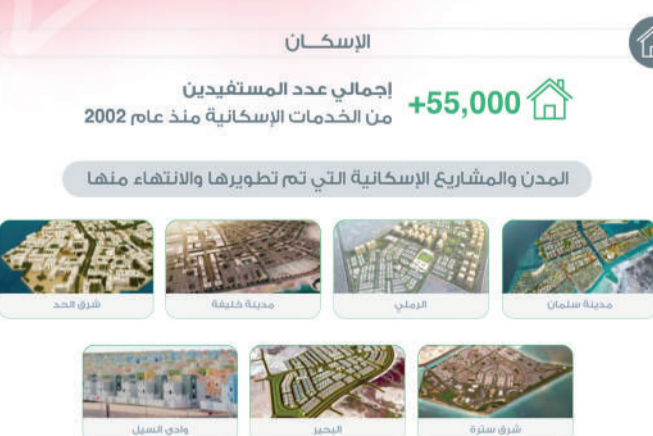 الإسكــان
+55,000
إجمالي عدد المستفيدين
من الخدمات الإسكانية منذ عام 2002
المدن والمشاريع الإسكانية التي تم تطويرها والانتهاء منها
مدينة سلمان
الرملي
مدينة خليفة
شرق الحد
شرق سترة
البحير
وادي السيل